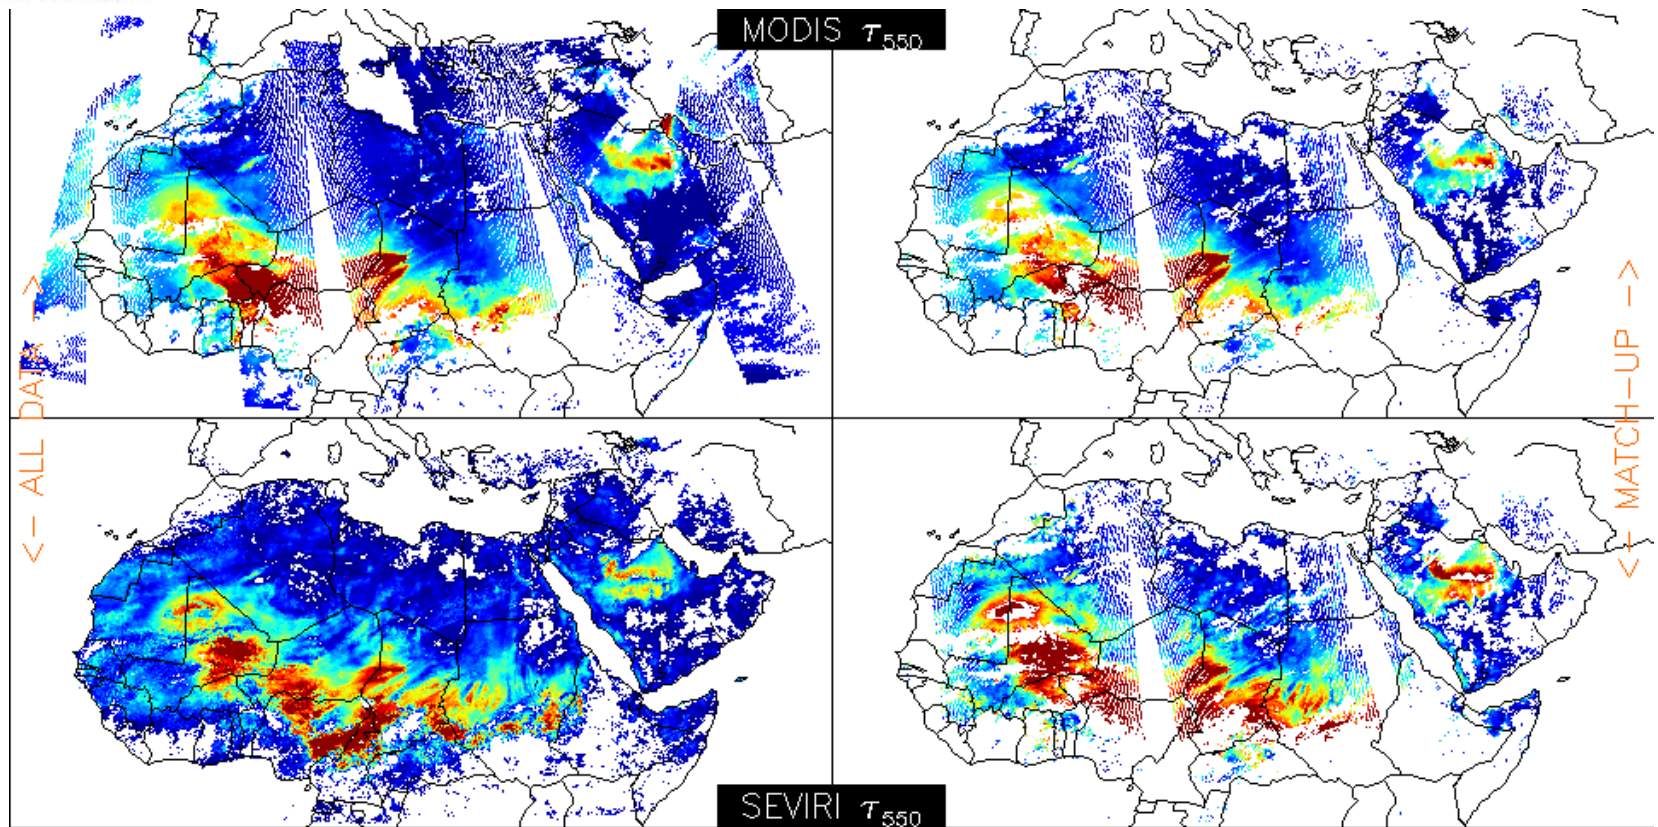 MODIS τ550
<— ALL DATA —>
<— MATCH-UP —>
SEVIRI τ550